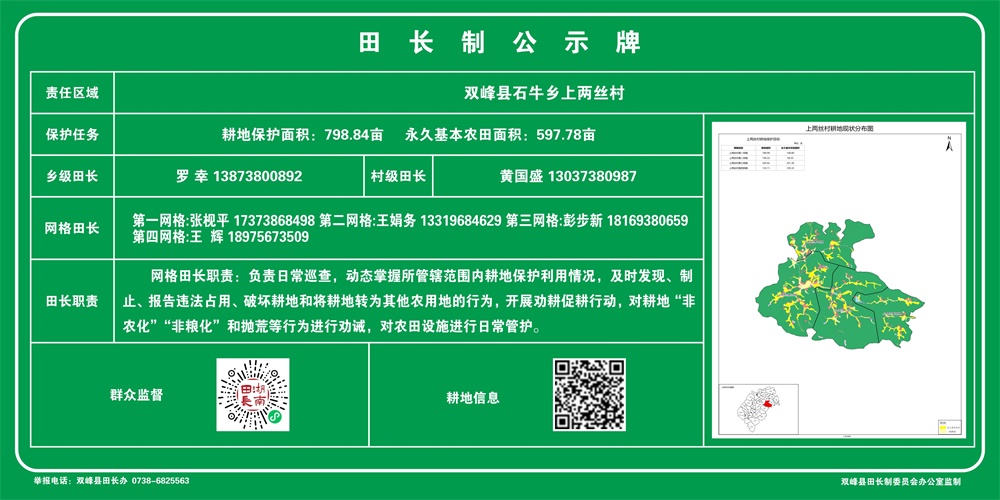 田长制公示牌
责任区域
双峰县石牛乡上两丝村
保护任务
耕地保护面积：798.84亩 永久基本农田面积：597.78亩
乡级田长
罗 幸 13873800892
村级田长
黄国盛 13037380987
网格田长
第一网格:张枧平 17373868498 第二网格:王娟务 13319684629 第三网格:彭步新 18169380659
第四网格:王 辉 18975673509
田长职责
网格田长职责：负责日常巡查，动态掌握所管辖范围内耕地保护利用情况，及时发现、制
止、报告违法占用、破坏耕地和将耕地转为其他农用地的行为，开展劝耕促耕行动，对耕地“非
农化”“非粮化”和抛荒等行为进行劝诫，对农田设施进行日常管护。
群众监督
湖南
田长
耕地信息
上两丝村耕地现状分布图
N
举报电话：双峰县田长办 0738-6825563
双峰县田长制委员会办公室监制